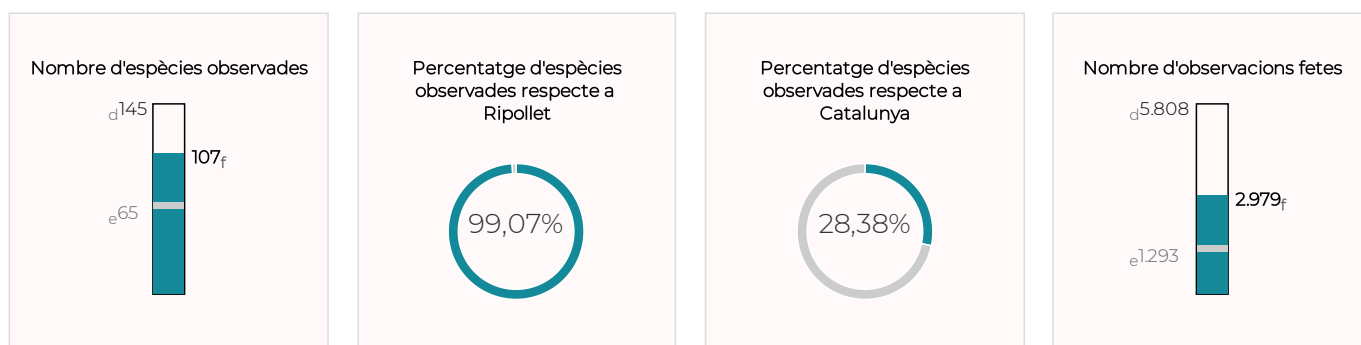 Nombre d'espècies observades
d145
107f
e65
Percentatge d'espècies
observades respecte a
Ripollet
99,07%
Percentatge d'espècies
observades respecte a
Catalunya
28,38%
Nombre d'observacions fetes
d5.808
2.979f
e1.293